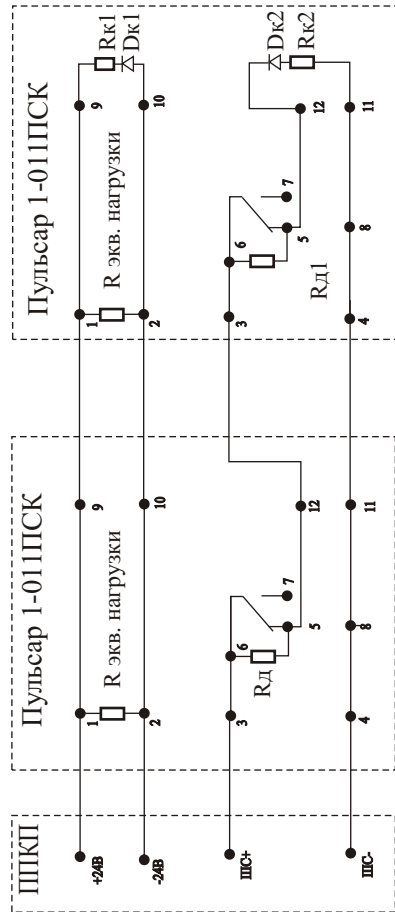 ППКП
+24В
-24В
ШС+
ШС-
Пульсар 1-011ПСК
1
9
R экв. нагрузки
2
10
3
6
7
Rд
5
12
4
8
11
Пульсар 1-011ПСК
1
9
Rк1
Dк1
R экв. нагрузки
2
10
3
6
7
5
12
Dк2
Rк2
Rд1
4
8
11